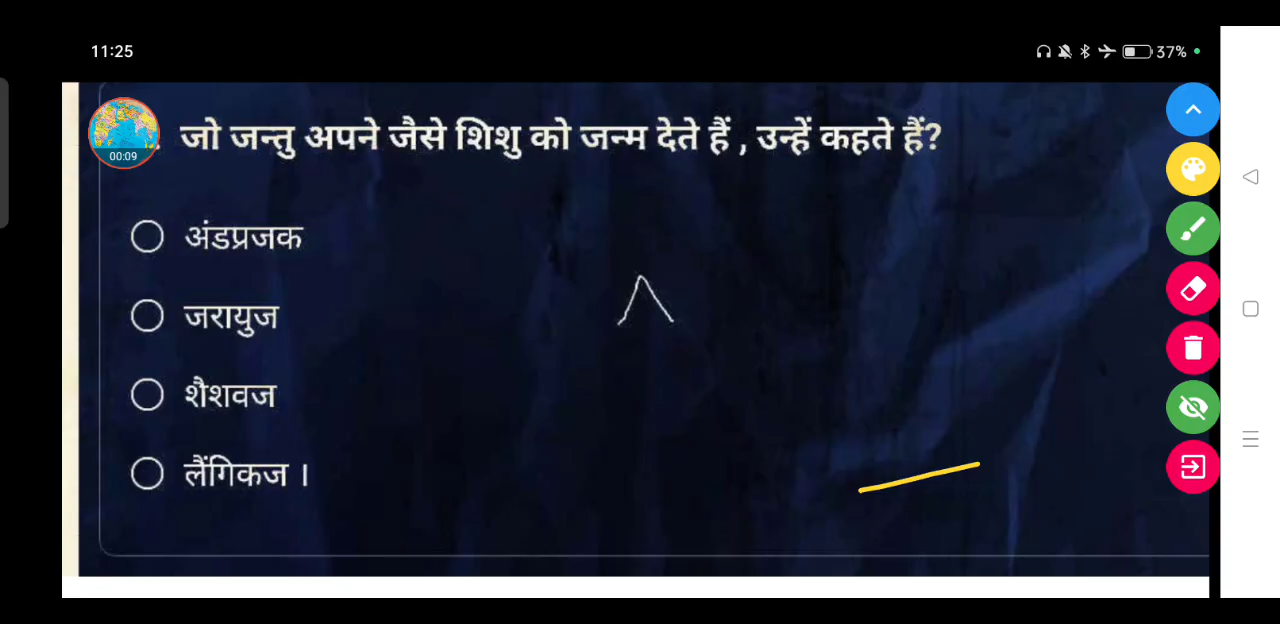 11:25
37%
00:09
. जो जन्तु अपने जैसे शिशु को जन्म देते हैं , उन्हें कहते हैं?
अंडप्रजक
जरायुज
शैशवज
लैंगिकज ।